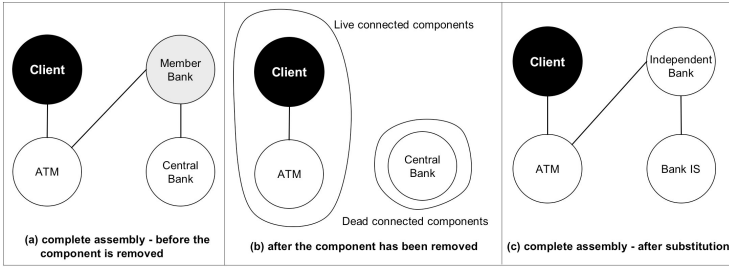 Client
Member
Bank
ATM
Central
Bank
(a) complete assembly - before the
component is removed
Live connected components
Client
ATM
Central
Bank
Dead connected components
(b) after the component has been removed
Client
Independent
Bank
ATM
Bank IS
(c) complete assembly - after substitution